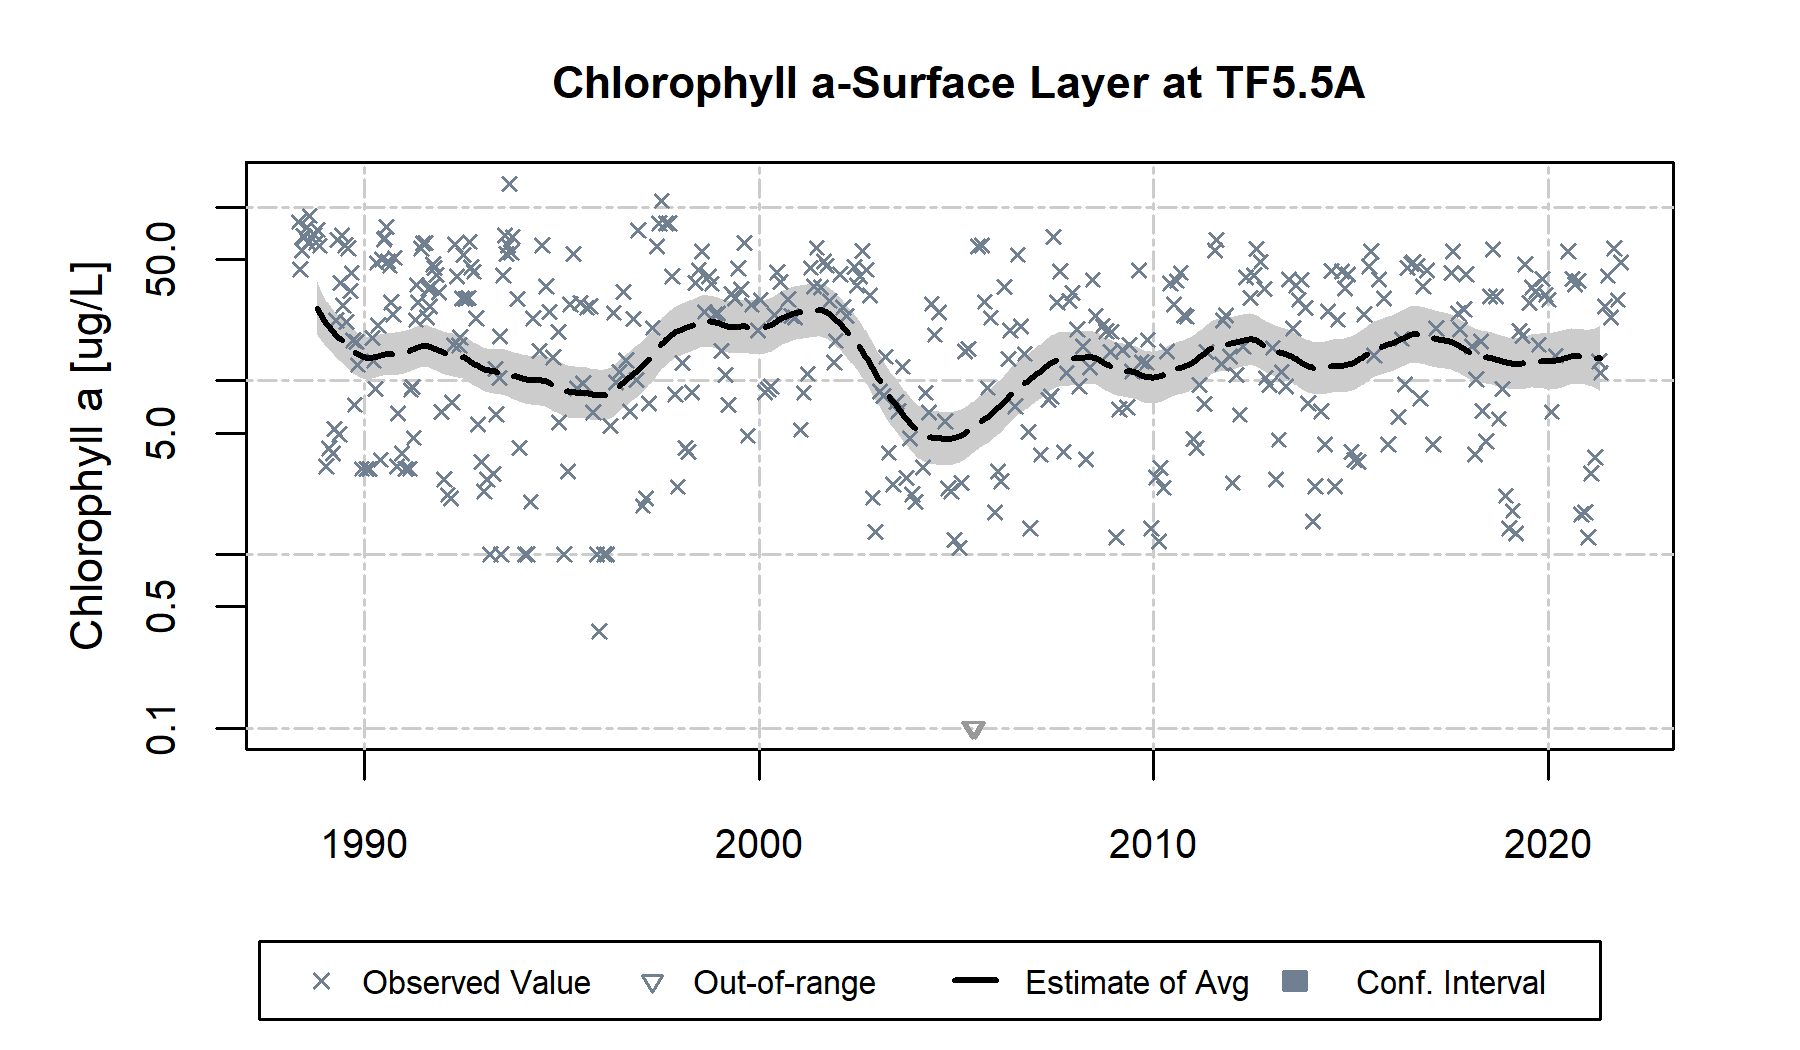 Chlorophyll a-Surface Layer at TF5.5A
Chlorophyll a [ug/L]
50.0
5.0
0.5
0.1
1990 2000 2010 2020
Observed Value Out-of-range Estimate of Avg Conf. Interval